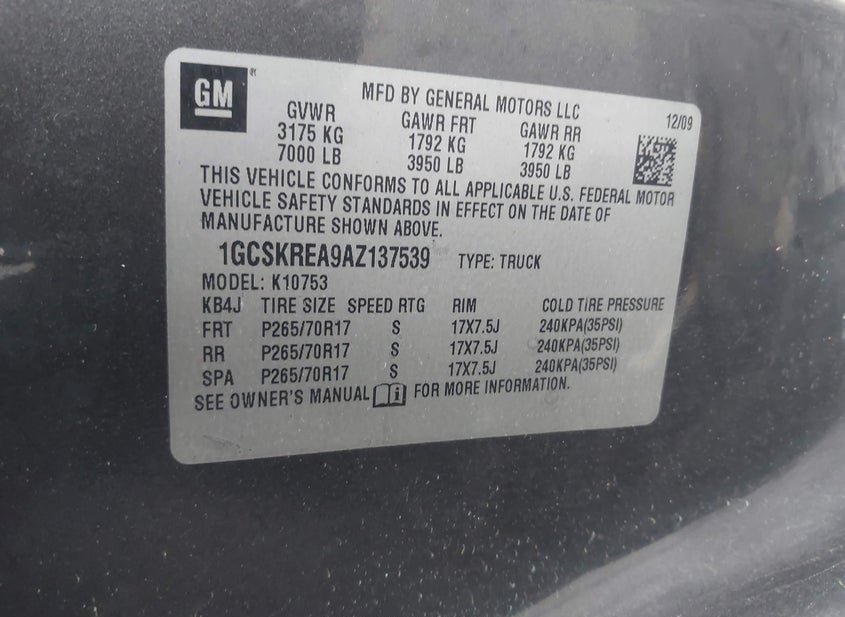 GM
MFD BY GENERAL MOTORS LLC
12/09
GVWR GAWR FRT GAWR RR
3175 KG 1792 KG 1792 KG
7000 LB 3950 LB 3950 LB
THIS VEHICLE CONFORMS TO ALL APPLICABLE U.S. FEDERAL MOTOR
VEHICLE SAFETY STANDARDS IN EFFECT ON THE DATE OF
MANUFACTURE SHOWN ABOVE.
1GCSKREA9AZ137539 TYPE: TRUCK
MODEL: K10753
KB4J TIRE SIZE SPEED RTG RIM COLD TIRE PRESSURE
FRT P265/70R17 S 17X7.5J 240KPA(35PSI)
RR P265/70R17 S 17X7.5J 240KPA(35PSI)
SPA P265/70R17 S 17X7.5J 240KPA(35PSI)
SEE OWNER'S MANUAL i FOR MORE INFORMATION.